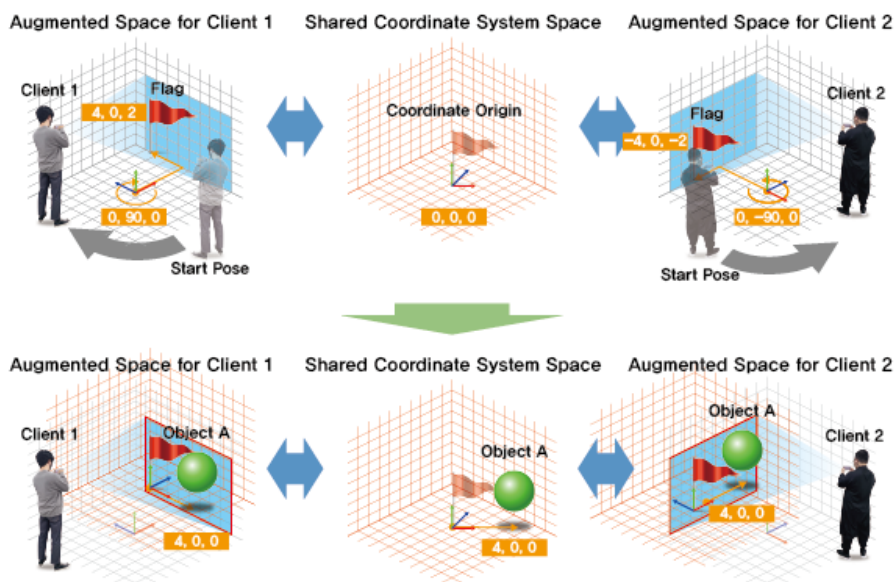 Augmented Space for Client 1
Shared Coordinate System Space
Augmented Space for Client 2
Client 1
Flag
4, 0, 2
0, 90, 0
Start Pose
Coordinate Origin
0, 0, 0
Client 2
Flag
−4, 0, −2
0, −90, 0
Start Pose
Augmented Space for Client 1
Shared Coordinate System Space
Augmented Space for Client 2
Client 1
Object A
4, 0, 0
Object A
4, 0, 0
Object A
Client 2
4, 0, 0